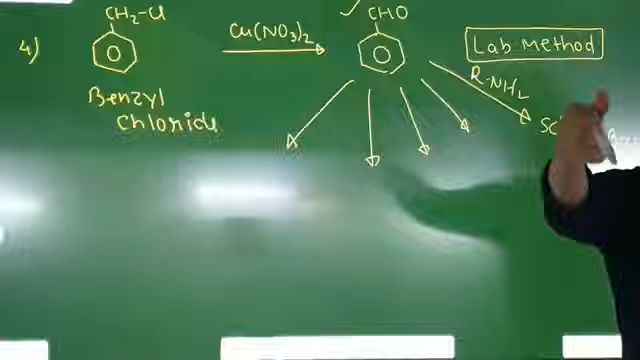 4)
CH₂-Cl
Cu(NO₃)₂
CHO
Lab Method
R-NH₂
Benzyl
Chloride